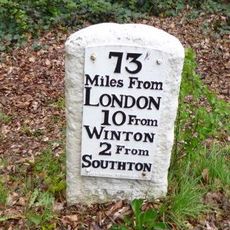 73
Miles From
LONDON
10 From
WINTON
2 From
SOUTHTON